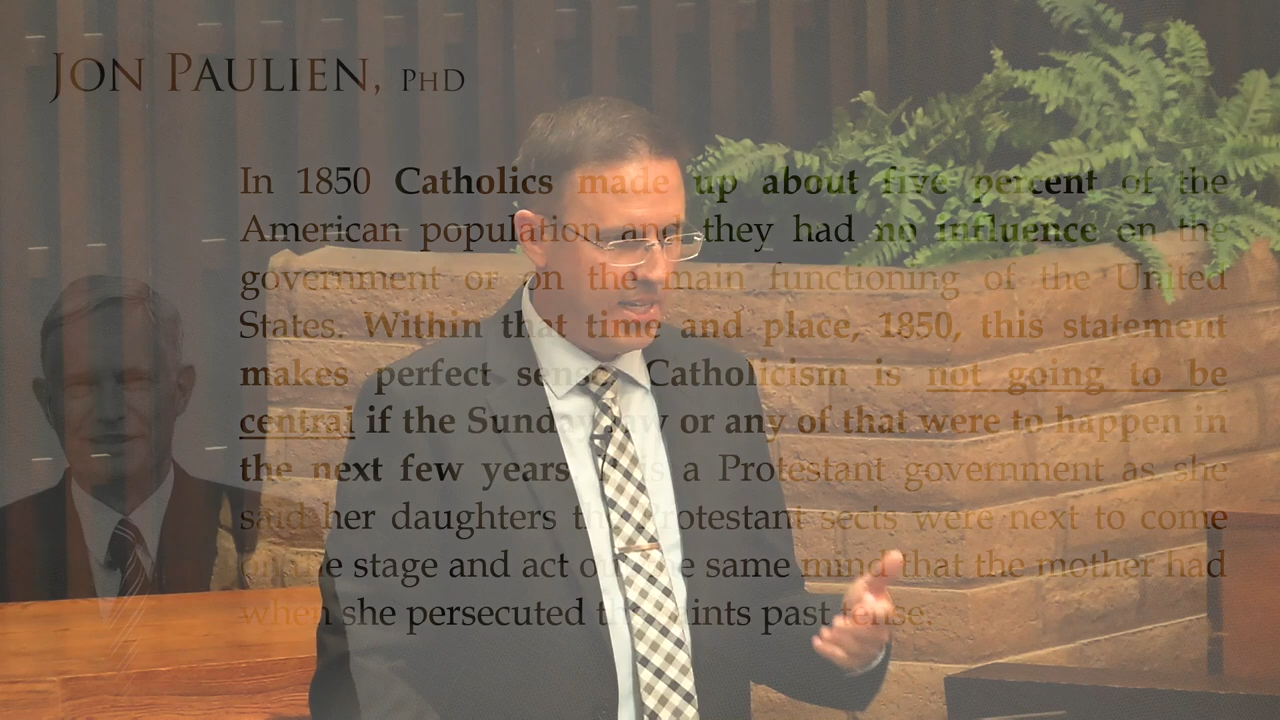 JON PAULIEN, PHD
In 1850 Catholics made up about five percent of the
American population and they had no influence on the
government or on the main functioning of the United
States. Within that time and place, 1850, this statement
makes perfect sense. Catholicism is not going to be
central if the Sunday law or any of that were to happen in
the next few years. is a Protestant government as she
said her daughters the Protestant sects were next to come
on the stage and act out the same mind that the mother had
when she persecuted the saints past tense.